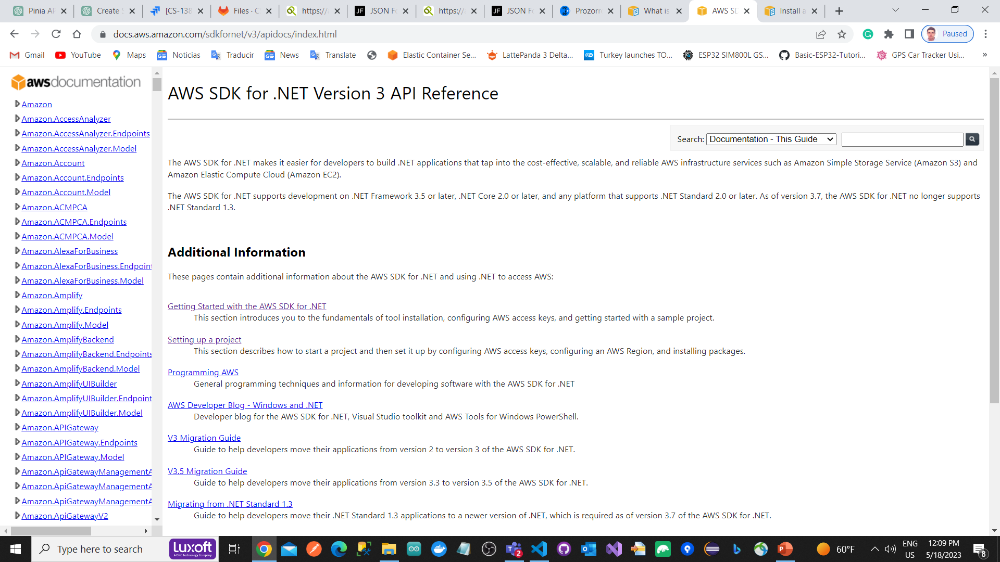 Pinia AP
Create S
[CS-138
Files · C
https://
JSON Fo
https://
JSON Fo
Prozorr
What is
AWS SD
Install a
docs.aws.amazon.com/sdkfornet/v3/apidocs/index.html
Paused
Gmail
YouTube
Maps
Noticias
Traducir
News
Translate
Elastic Container Se...
LattePanda 3 Delta...
Turkey launches TO...
ESP32 SIM800L GS...
Basic-ESP32-Tutori...
GPS Car Tracker Usi...
»
awsdocumentation
Amazon
Amazon.AccessAnalyzer
Amazon.AccessAnalyzer.Endpoints
Amazon.AccessAnalyzer.Model
Amazon.Account
Amazon.Account.Endpoints
Amazon.Account.Model
Amazon.ACMPCA
Amazon.ACMPCA.Endpoints
Amazon.ACMPCA.Model
Amazon.AlexaForBusiness
Amazon.AlexaForBusiness.Endpoint
Amazon.AlexaForBusiness.Model
Amazon.Amplify
Amazon.Amplify.Endpoints
Amazon.Amplify.Model
Amazon.AmplifyBackend
Amazon.AmplifyBackend.Endpoints
Amazon.AmplifyBackend.Model
Amazon.AmplifyUIBuilder
Amazon.AmplifyUIBuilder.Endpoint
Amazon.AmplifyUIBuilder.Model
Amazon.APIGateway
Amazon.APIGateway.Endpoints
Amazon.APIGateway.Model
Amazon.ApiGatewayManagementA
Amazon.ApiGatewayManagementA
Amazon.ApiGatewayManagementA
Amazon.ApiGatewayV2
AWS SDK for .NET Version 3 API Reference
Search: Documentation - This Guide
The AWS SDK for .NET makes it easier for developers to build .NET applications that tap into the cost-effective, scalable, and reliable AWS infrastructure services such as Amazon Simple Storage Service (Amazon S3) and
Amazon Elastic Compute Cloud (Amazon EC2).
The AWS SDK for .NET supports development on .NET Framework 3.5 or later, .NET Core 2.0 or later, and any platform that supports .NET Standard 2.0 or later. As of version 3.7, the AWS SDK for .NET no longer supports
.NET Standard 1.3.
Additional Information
These pages contain additional information about the AWS SDK for .NET and using .NET to access AWS:
Getting Started with the AWS SDK for .NET
This section introduces you to the fundamentals of tool installation, configuring AWS access keys, and getting started with a sample project.
Setting up a project
This section describes how to start a project and then set it up by configuring AWS access keys, configuring an AWS Region, and installing packages.
Programming AWS
General programming techniques and information for developing software with the AWS SDK for .NET
AWS Developer Blog - Windows and .NET
Developer blog for the AWS SDK for .NET, Visual Studio toolkit and AWS Tools for Windows PowerShell.
V3 Migration Guide
Guide to help developers move their applications from version 2 to version 3 of the AWS SDK for .NET.
V3.5 Migration Guide
Guide to help developers move their applications from version 3.3 to version 3.5 of the AWS SDK for .NET.
Migrating from .NET Standard 1.3
Guide to help developers move their .NET Standard 1.3 applications to a newer version of .NET, which is required as of version 3.7 of the AWS SDK for .NET.
Type here to search
luxoft
A DXC Technology Company
2
60°F
ENG
US
12:09 PM
5/18/2023
8